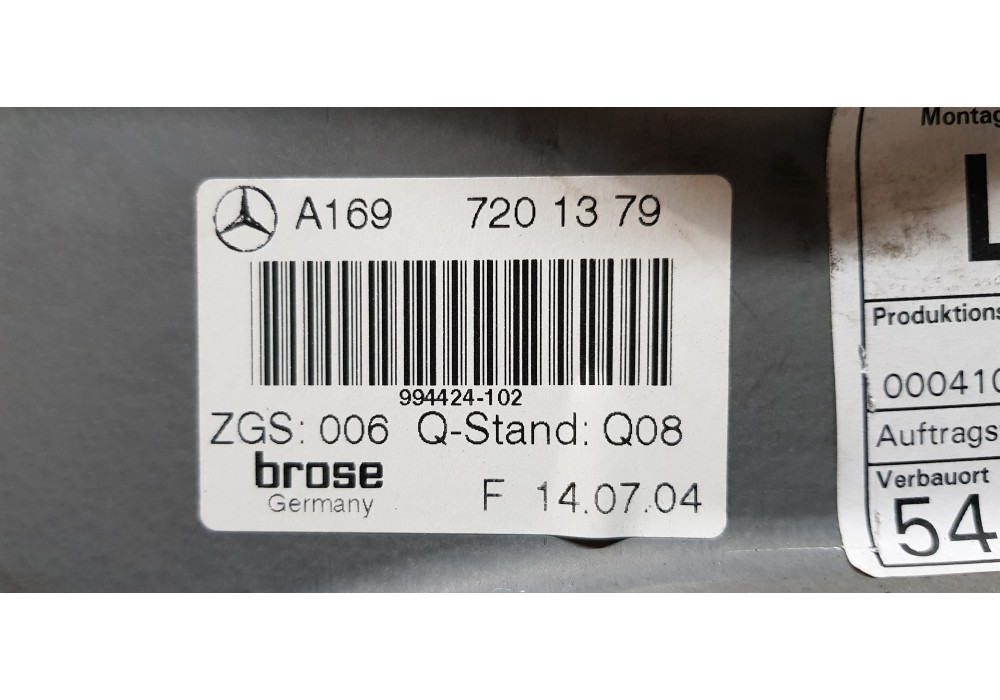 A169 720 13 79
994424-102
ZGS: 006 Q-Stand: Q08
brose
Germany
F 14.07.04
Montag
L
Produktions
000410
Auftrags
Verbauort
54